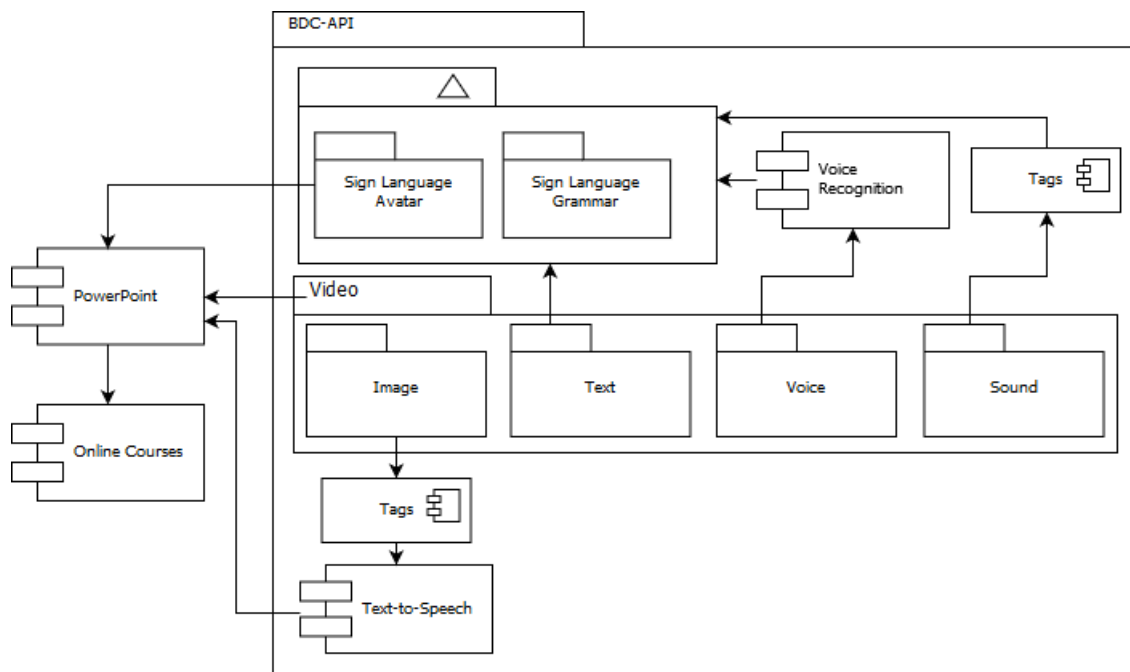 BDC-API
Sign Language
Avatar
Sign Language
Grammar
Voice
Recognition
Tags
PowerPoint
Video
Image
Text
Voice
Sound
Online Courses
Tags
Text-to-Speech